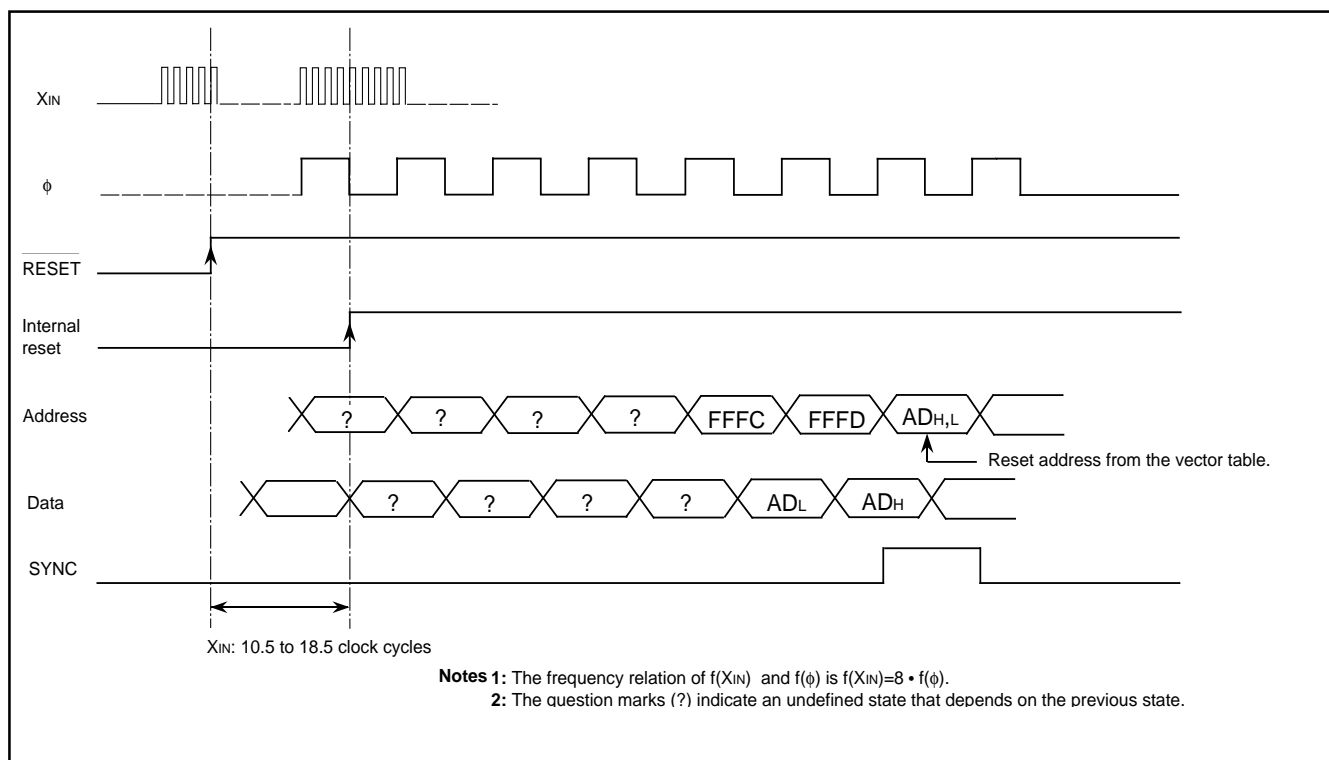 XIN
ϕ
RESET
Internal
reset
Address
? ? ? ? FFFC FFFD ADH,L
Reset address from the vector table.
Data
? ? ? ? ADL ADH
SYNC
XIN: 10.5 to 18.5 clock cycles
Notes 1: The frequency relation of f(XIN) and f(ϕ) is f(XIN)=8 • f(ϕ).
2: The question marks (?) indicate an undefined state that depends on the previous state.